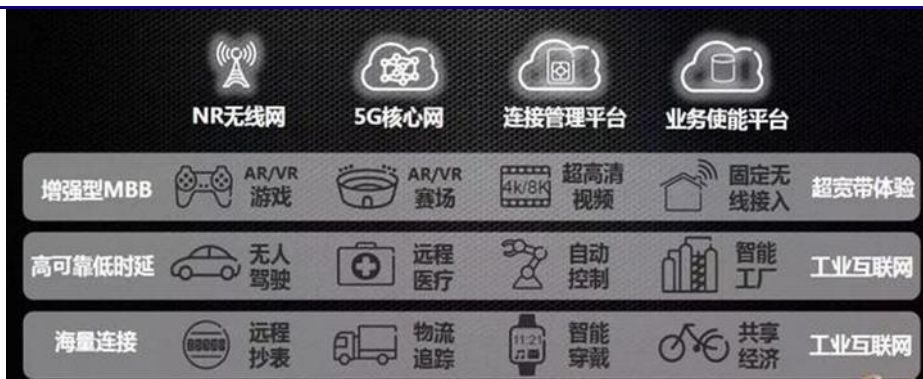 NR无线网 5G核心网 连接管理平台 业务使能平台
增强型MBB
AR/VR
游戏
AR/VR
赛场
4k/8K
超高清
视频
固定无
线接入
超宽带体验
高可靠低时延
无人
驾驶
远程
医疗
自动
控制
智能
工厂
工业互联网
海量连接
00000
远程
抄表
物流
追踪
11:21
智能
穿戴
共享
经济
工业互联网